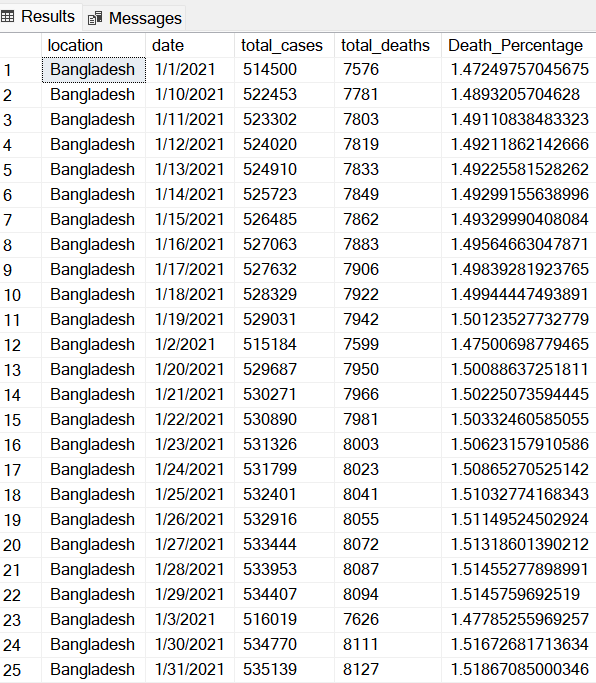 Results Messages
location date total_cases total_deaths Death_Percentage
1 Bangladesh 1/1/2021 514500 7576 1.47249757045675
2 Bangladesh 1/10/2021 522453 7781 1.4893205704628
3 Bangladesh 1/11/2021 523302 7803 1.49110838483323
4 Bangladesh 1/12/2021 524020 7819 1.49211862142666
5 Bangladesh 1/13/2021 524910 7833 1.49225581528262
6 Bangladesh 1/14/2021 525723 7849 1.49299155638996
7 Bangladesh 1/15/2021 526485 7862 1.49329990408084
8 Bangladesh 1/16/2021 527063 7883 1.49564663047871
9 Bangladesh 1/17/2021 527632 7906 1.49839281923765
10 Bangladesh 1/18/2021 528329 7922 1.49944447493891
11 Bangladesh 1/19/2021 529031 7942 1.50123527732779
12 Bangladesh 1/2/2021 515184 7599 1.47500698779465
13 Bangladesh 1/20/2021 529687 7950 1.50088637251811
14 Bangladesh 1/21/2021 530271 7966 1.50225073594445
15 Bangladesh 1/22/2021 530890 7981 1.50332460585055
16 Bangladesh 1/23/2021 531326 8003 1.50623157910586
17 Bangladesh 1/24/2021 531799 8023 1.50865270525142
18 Bangladesh 1/25/2021 532401 8041 1.51032774168343
19 Bangladesh 1/26/2021 532916 8055 1.51149524502924
20 Bangladesh 1/27/2021 533444 8072 1.51318601390212
21 Bangladesh 1/28/2021 533953 8087 1.51455277898991
22 Bangladesh 1/29/2021 534407 8094 1.5145759692519
23 Bangladesh 1/3/2021 516019 7626 1.47785255969257
24 Bangladesh 1/30/2021 534770 8111 1.51672681713634
25 Bangladesh 1/31/2021 535139 8127 1.51867085000346